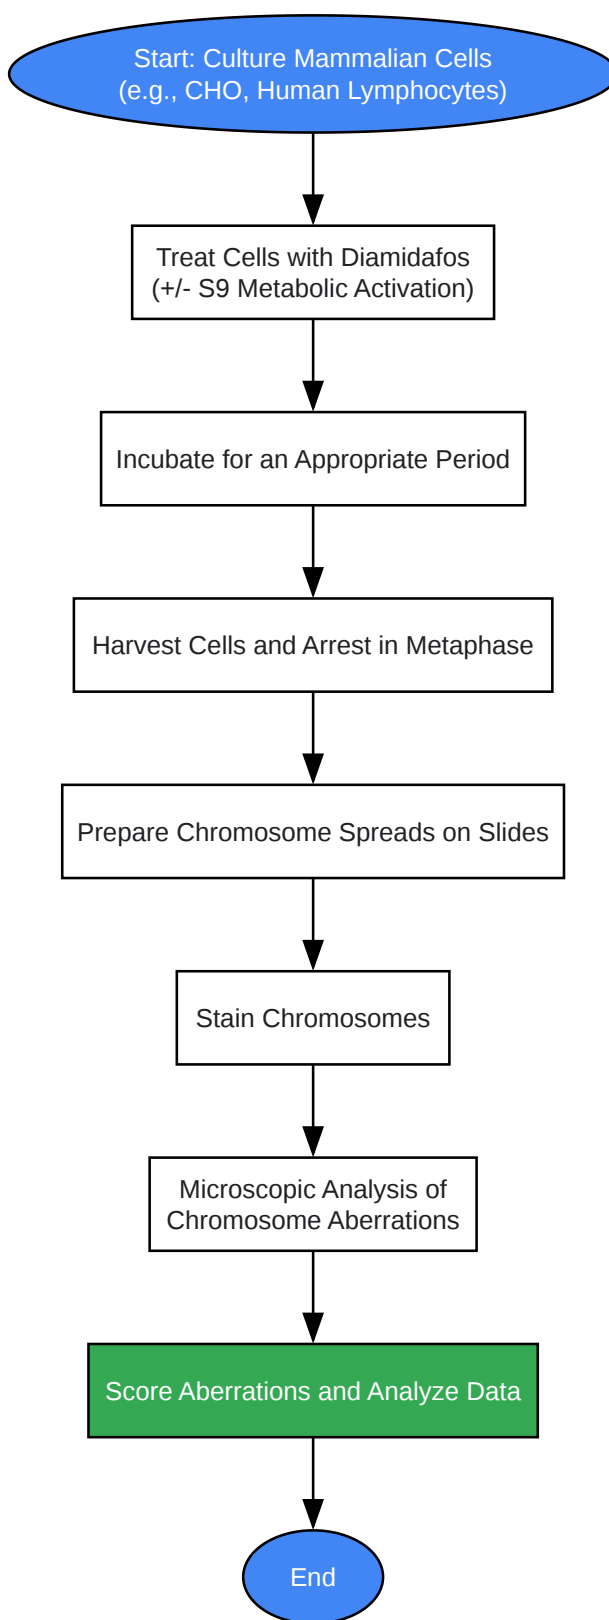 Start: Culture Mammalian Cells
(e.g., CHO, Human Lymphocytes)
Treat Cells with Diamidafos
(+/- S9 Metabolic Activation)
Incubate for an Appropriate Period
Harvest Cells and Arrest in Metaphase
Prepare Chromosome Spreads on Slides
Stain Chromosomes
Microscopic Analysis of
Chromosome Aberrations
Score Aberrations and Analyze Data
End